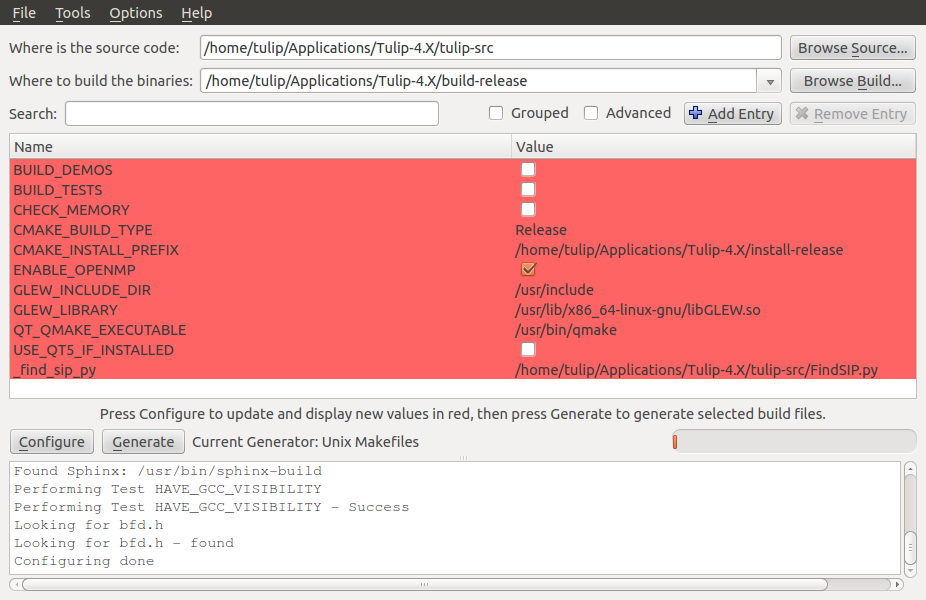 File Tools Options Help
Where is the source code: /home/tulip/Applications/Tulip-4.X/tulip-src Browse Source...
Where to build the binaries: /home/tulip/Applications/Tulip-4.X/build-release Browse Build...
Search: Grouped Advanced Add Entry Remove Entry
Name Value
BUILD_DEMOS
BUILD_TESTS
CHECK_MEMORY
CMAKE_BUILD_TYPE Release
CMAKE_INSTALL_PREFIX /home/tulip/Applications/Tulip-4.X/install-release
ENABLE_OPENMP
GLEW_INCLUDE_DIR /usr/include
GLEW_LIBRARY /usr/lib/x86_64-linux-gnu/libGLEW.so
QT_QMAKE_EXECUTABLE /usr/bin/qmake
USE_QT5_IF_INSTALLED
_find_sip_py /home/tulip/Applications/Tulip-4.X/tulip-src/FindSIP.py
Press Configure to update and display new values in red, then press Generate to generate selected build files.
Configure Generate Current Generator: Unix Makefiles
Found Sphinx: /usr/bin/sphinx-build
Performing Test HAVE_GCC_VISIBILITY
Performing Test HAVE_GCC_VISIBILITY - Success
Looking for bfd.h
Looking for bfd.h - found
Configuring done